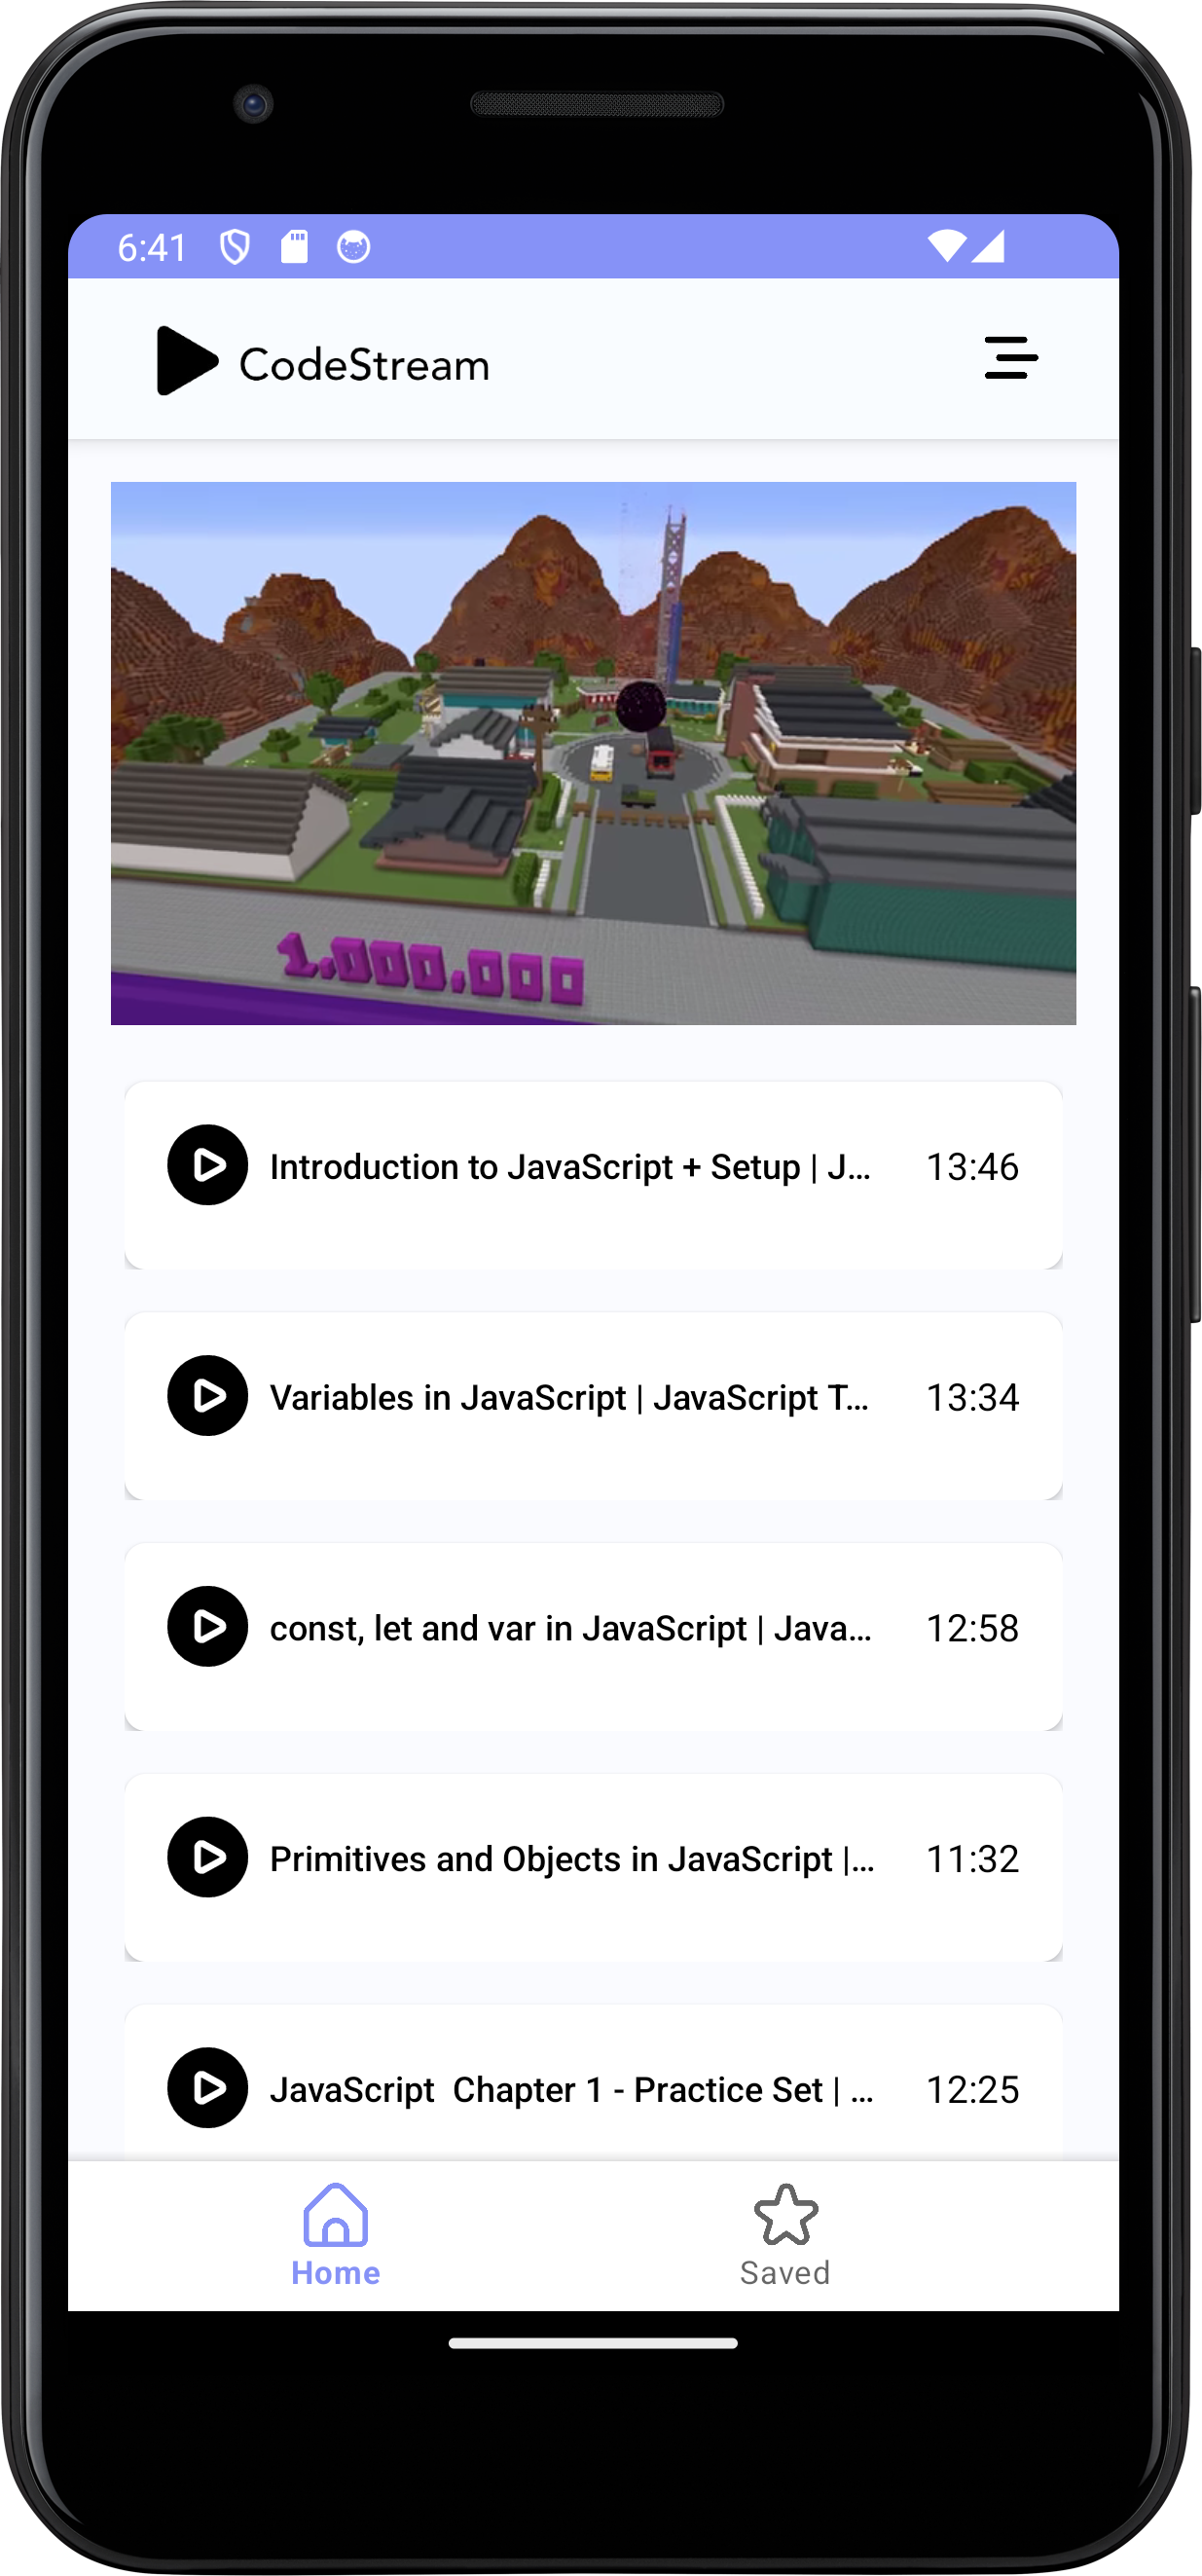 6:41
CodeStream
1.000.000
Introduction to JavaScript + Setup | J... 13:46
Variables in JavaScript | JavaScript T... 13:34
const, let and var in JavaScript | Java... 12:58
Primitives and Objects in JavaScript |... 11:32
JavaScript  Chapter 1 - Practice Set | ... 12:25
Home Saved